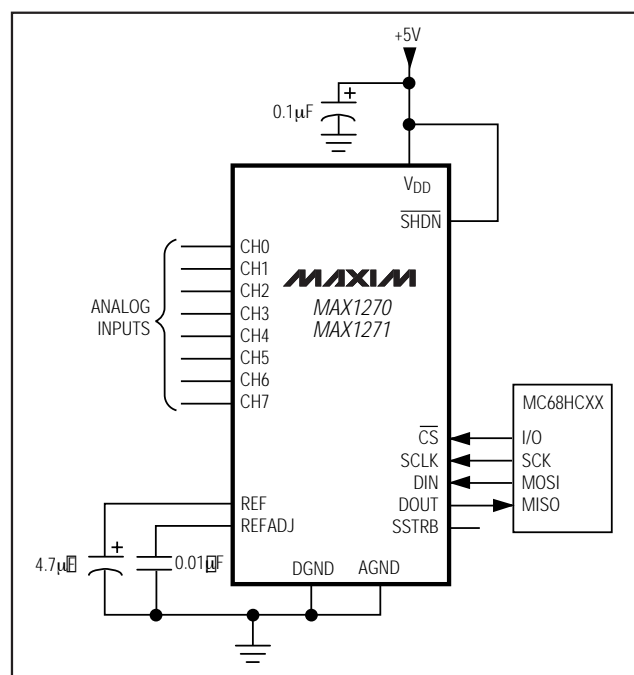 +5V
0.1µF
+
VDD
SHDN
CH0
CH1
CH2
CH3
CH4
CH5
CH6
CH7
ANALOG
INPUTS
MAXIM
MAX1270
MAX1271
MC68HCXX
CS
I/O
SCLK
SCK
DIN
MOSI
DOUT
MISO
SSTRB
REF
REFADJ
4.7µF
+
0.01µF
DGND
AGND